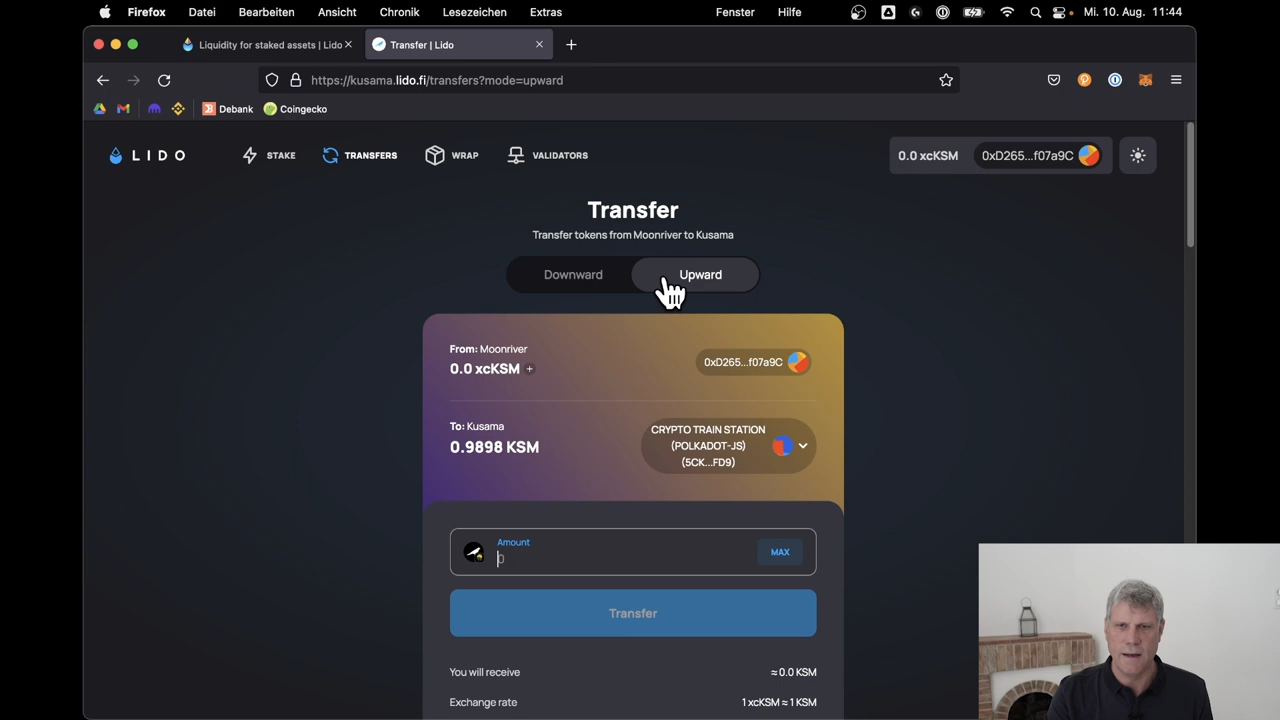 Firefox Datei Bearbeiten Ansicht Chronik Lesezeichen Extras Fenster Hilfe Mi. 10. Aug. 11:44
Liquidity for staked assets | Lido Transfer | Lido
https://kusama.lido.fi/transfers?mode=upward
Debank Coingecko
LIDO STAKE TRANSFERS WRAP VALIDATORS 0.0 xcKSM 0xD265...f07a9C
Transfer
Transfer tokens from Moonriver to Kusama
Downward Upward
From: Moonriver
0.0 xcKSM + 0xD265...f07a9C
To: Kusama
0.9898 KSM
CRYPTO TRAIN STATION
(POLKADOT-JS)
(5CK...FD9)
Amount
0
MAX
Transfer
You will receive ≈ 0.0 KSM
Exchange rate 1 xcKSM ≈ 1 KSM